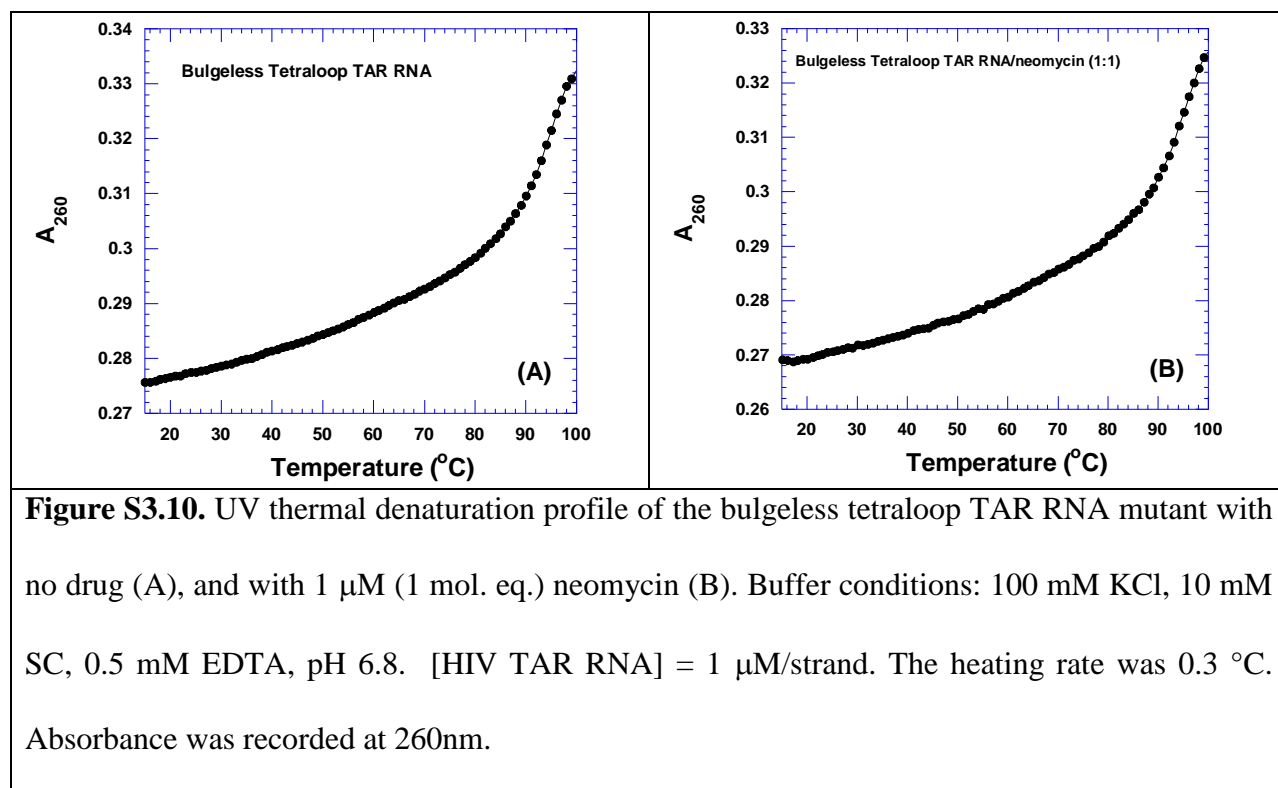 0.34
0.33
0.32
0.31
0.3
0.29
0.28
0.27
A260
Bulgeless Tetraloop TAR RNA
(A)
20 30 40 50 60 70 80 90 100
Temperature (°C)
0.33
0.32
0.31
0.3
0.29
0.28
0.27
0.26
A260
Bulgeless Tetraloop TAR RNA/neomycin (1:1)
(B)
20 30 40 50 60 70 80 90 100
Temperature (°C)
Figure S3.10. UV thermal denaturation profile of the bulgeless tetraloop TAR RNA mutant with
no drug (A), and with 1 μM (1 mol. eq.) neomycin (B). Buffer conditions: 100 mM KCl, 10 mM
SC, 0.5 mM EDTA, pH 6.8. [HIV TAR RNA] = 1 μM/strand. The heating rate was 0.3 °C.
Absorbance was recorded at 260nm.